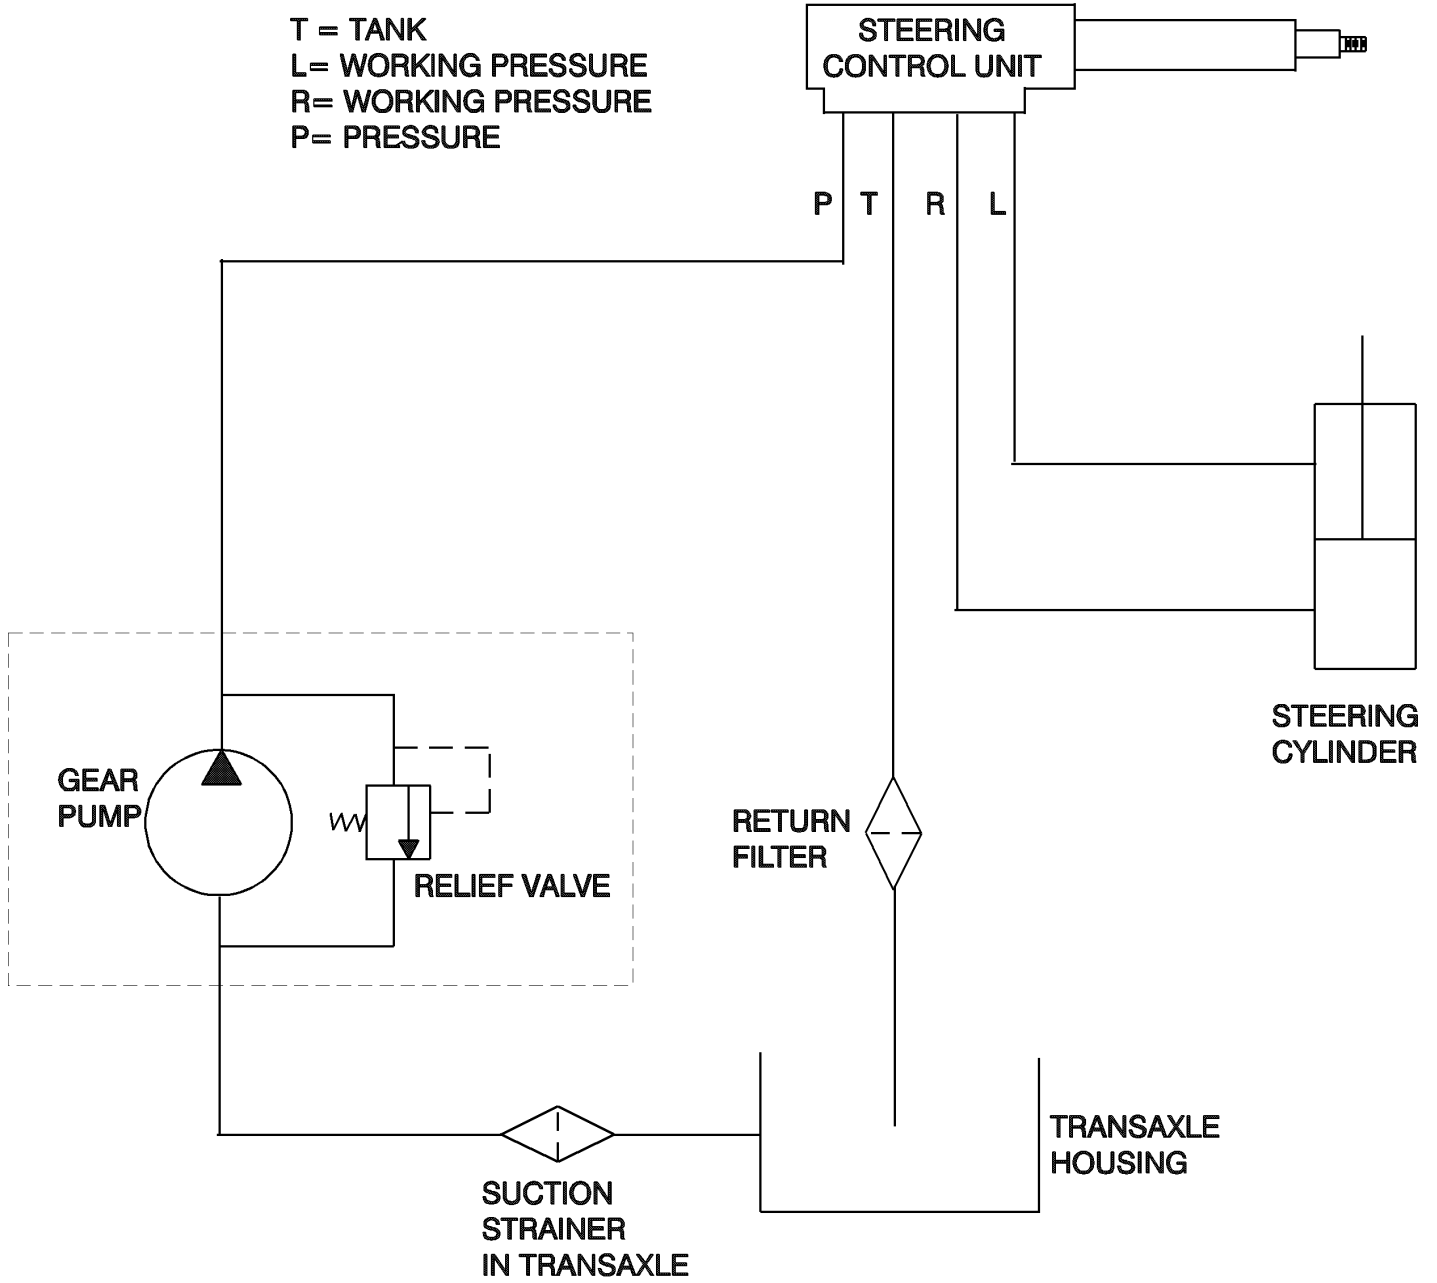 T = TANK
L= WORKING PRESSURE
R= WORKING PRESSURE
P= PRESSURE
STEERING
CONTROL UNIT
P T R L
STEERING
CYLINDER
GEAR
PUMP
RELIEF VALVE
RETURN
FILTER
TRANSAXLE
HOUSING
SUCTION
STRAINER
IN TRANSAXLE